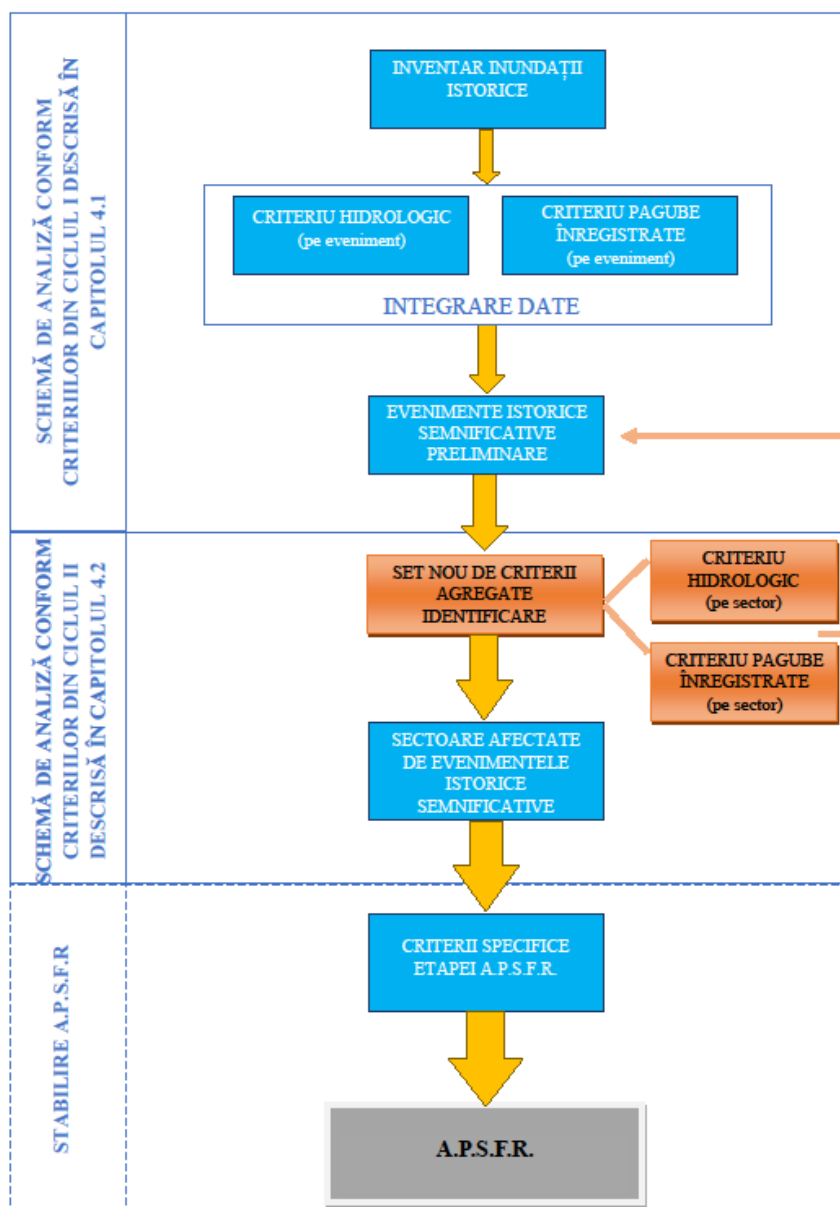 SCHEMĂ DE ANALIZĂ CONFORM
CRITERIILOR DIN CICLUL I DESCRISĂ ÎN
CAPITOLUL 4.1
INVENTAR INUNDAȚII
ISTORICE
CRITERIU HIDROLOGIC
(pe eveniment)
CRITERIU PAGUBE
ÎNREGISTRATE
(pe eveniment)
INTEGRARE DATE
EVENIMENTE ISTORICE
SEMNIFICATIVE
PRELIMINARE
SCHEMĂ DE ANALIZĂ CONFORM
CRITERIILOR DIN CICLUL II
DESCRISĂ ÎN CAPITOLUL 4.2
SET NOU DE CRITERII
AGREGATE
IDENTIFICARE
CRITERIU
HIDROLOGIC
(pe sector)
CRITERIU PAGUBE
ÎNREGISTRATE
(pe sector)
SECTOARE AFECTATE
DE EVENIMENTELE
ISTORICE
SEMNIFICATIVE
STABILIRE A.P.S.F.R
CRITERII SPECIFICE
ETAPEI A.P.S.F.R.
A.P.S.F.R.